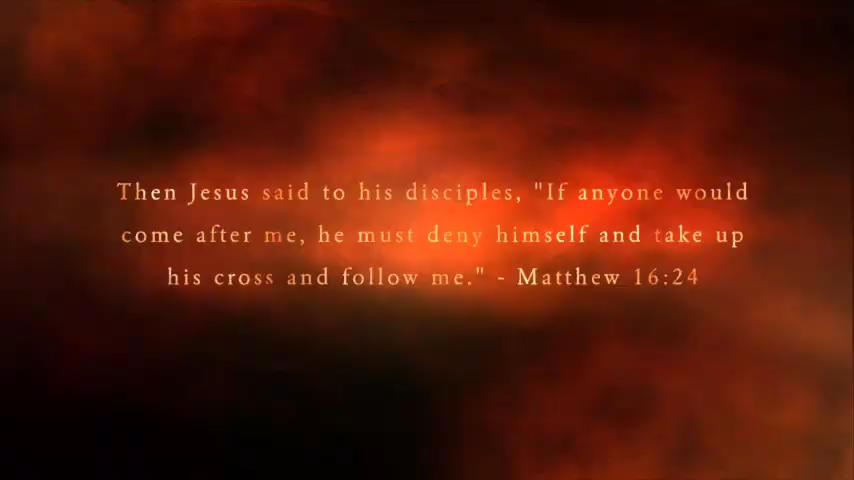 Then Jesus said to his disciples, "If anyone would
come after me, he must deny himself and take up
his cross and follow me." - Matthew 16:24